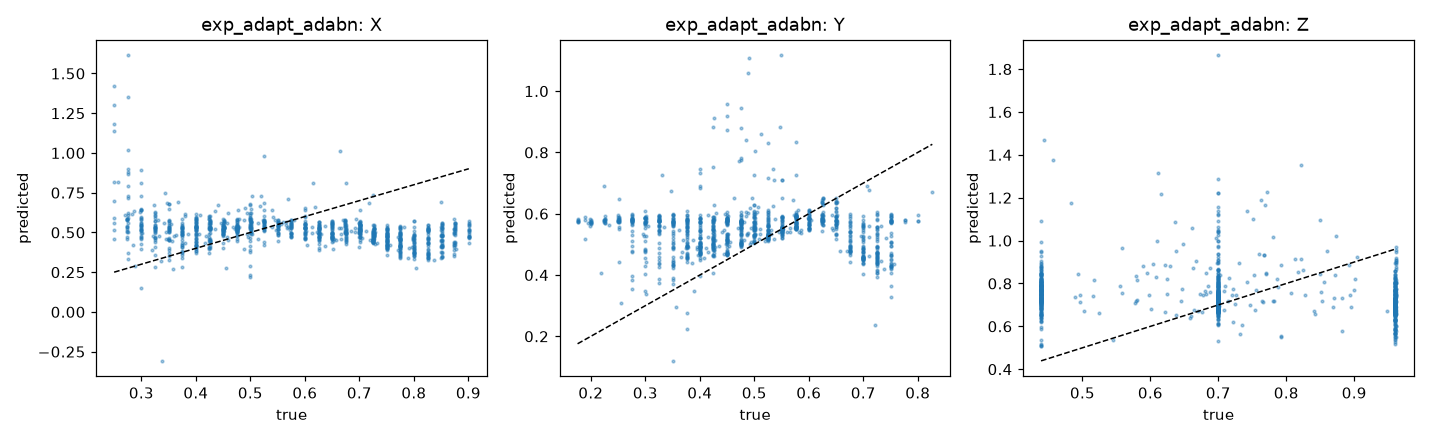 exp_adapt_adabn: X
1.50
1.25
1.00
0.75
0.50
0.25
0.00
−0.25
predicted
0.3 0.4 0.5 0.6 0.7 0.8 0.9
true
exp_adapt_adabn: Y
1.0
0.8
0.6
0.4
0.2
predicted
0.2 0.3 0.4 0.5 0.6 0.7 0.8
true
exp_adapt_adabn: Z
1.8
1.6
1.4
1.2
1.0
0.8
0.6
0.4
predicted
0.5 0.6 0.7 0.8 0.9
true